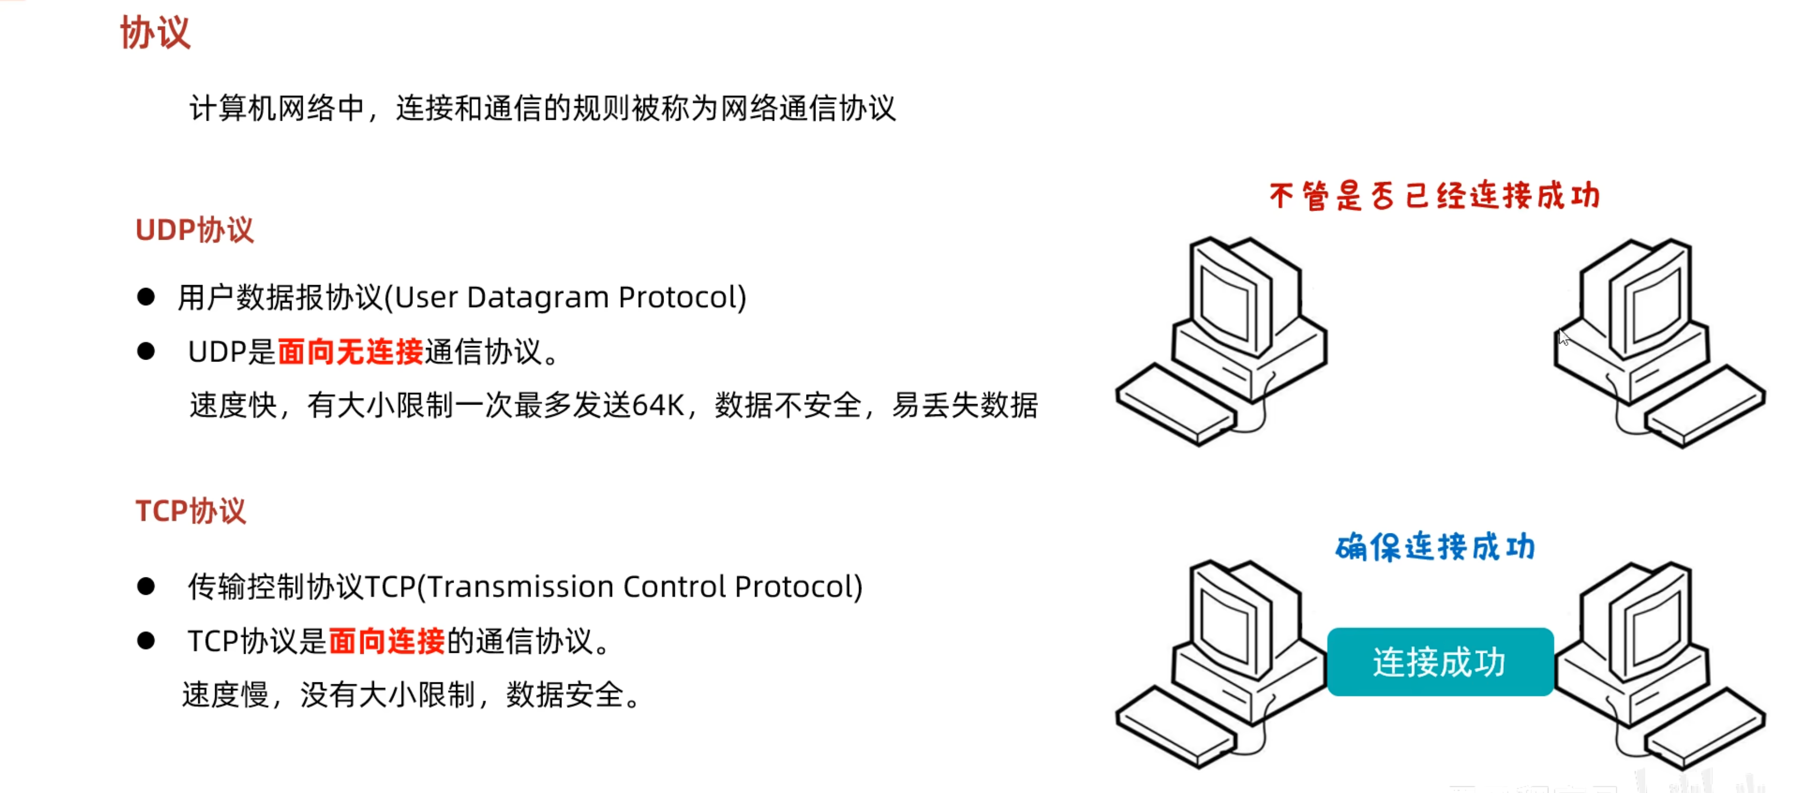 协议
计算机网络中，连接和通信的规则被称为网络通信协议
不管是否已经连接成功
UDP协议
用户数据报协议(User Datagram Protocol)
UDP是面向无连接通信协议。
速度快，有大小限制一次最多发送64K，数据不安全，易丢失数据
TCP协议
确保连接成功
传输控制协议TCP(Transmission Control Protocol)
TCP协议是面向连接的通信协议。
连接成功
速度慢，没有大小限制，数据安全。